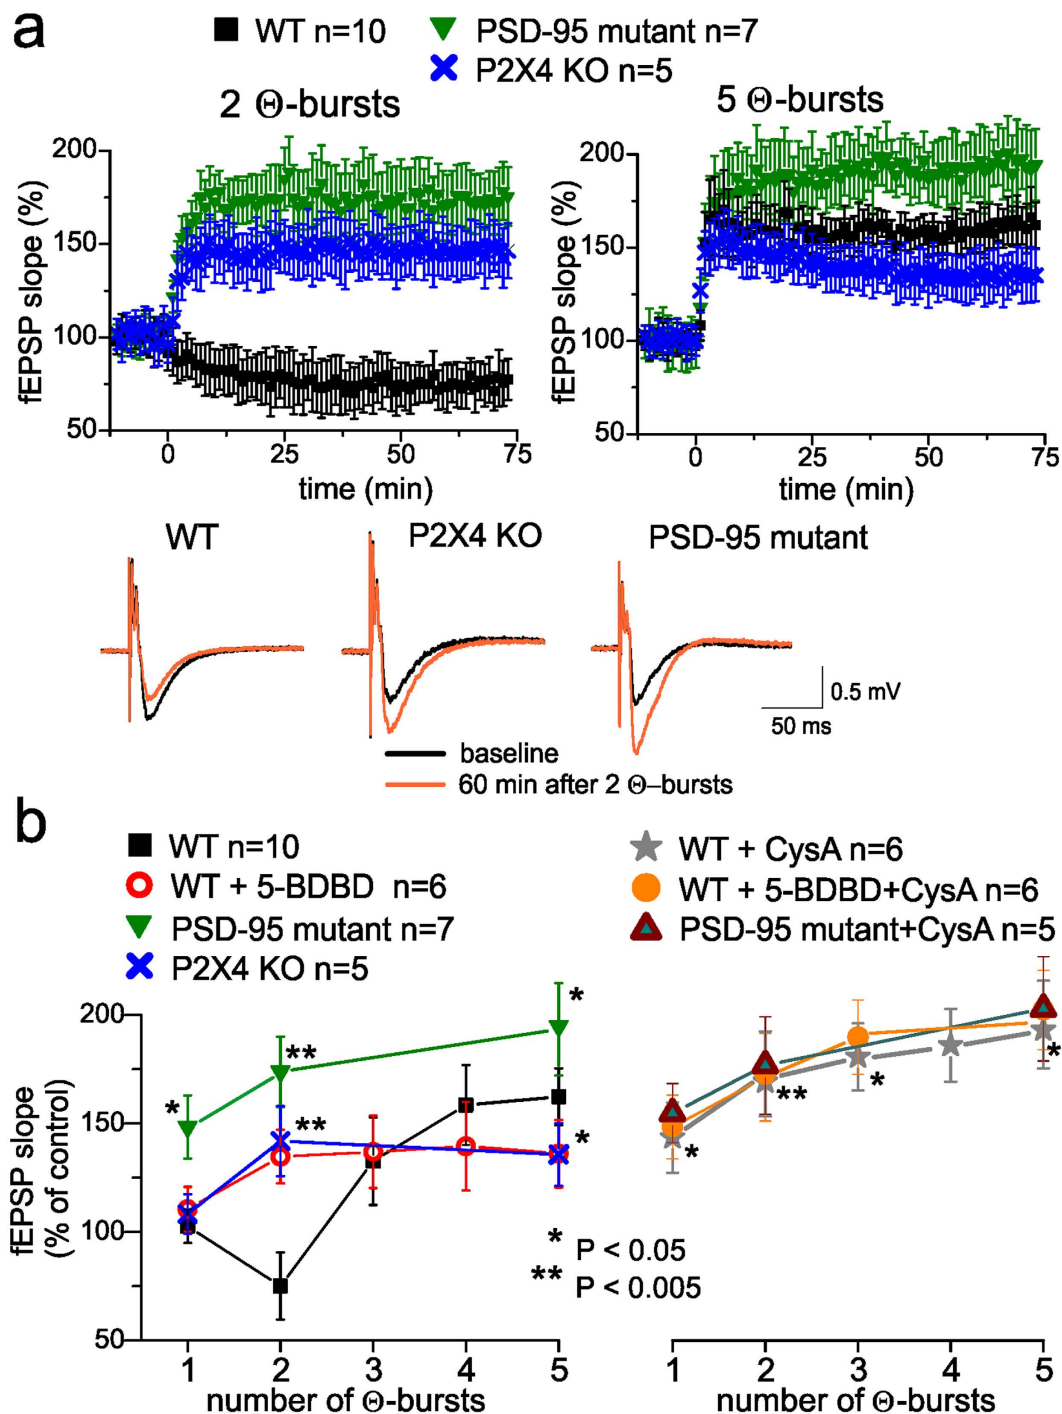 a
WT n=10
PSD-95 mutant n=7
P2X4 KO n=5
2 Θ-bursts
5 Θ-bursts
200
150
100
50
fEPSP slope (%)
0 25 50 75
time (min)
200
150
100
50
fEPSP slope (%)
0 25 50 75
time (min)
WT
P2X4 KO
PSD-95 mutant
0.5 mV
50 ms
baseline
60 min after 2 Θ–bursts
b
WT n=10
WT + 5-BDBD n=6
PSD-95 mutant n=7
P2X4 KO n=5
WT + CysA n=6
WT + 5-BDBD+CysA n=6
PSD-95 mutant+CysA n=5
200
150
100
50
fEPSP slope
(% of control)
*
**
*
**
*
* P < 0.05
** P < 0.005
1 2 3 4 5
number of Θ-bursts
*
**
*
*
1 2 3 4 5
number of Θ-bursts